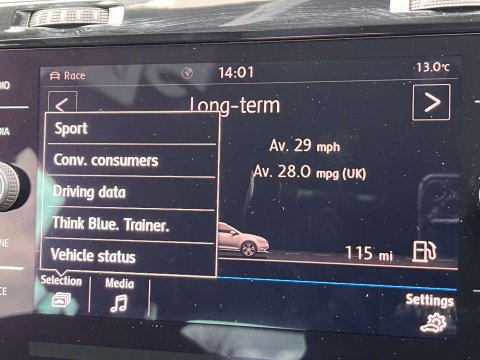 Race
14:01
13.0°C
Long-term
Sport
Conv. consumers
Driving data
Think Blue. Trainer.
Vehicle status
Av. 29 mph
Av. 28.0 mpg (UK)
115 mi
Selection
Media
Settings